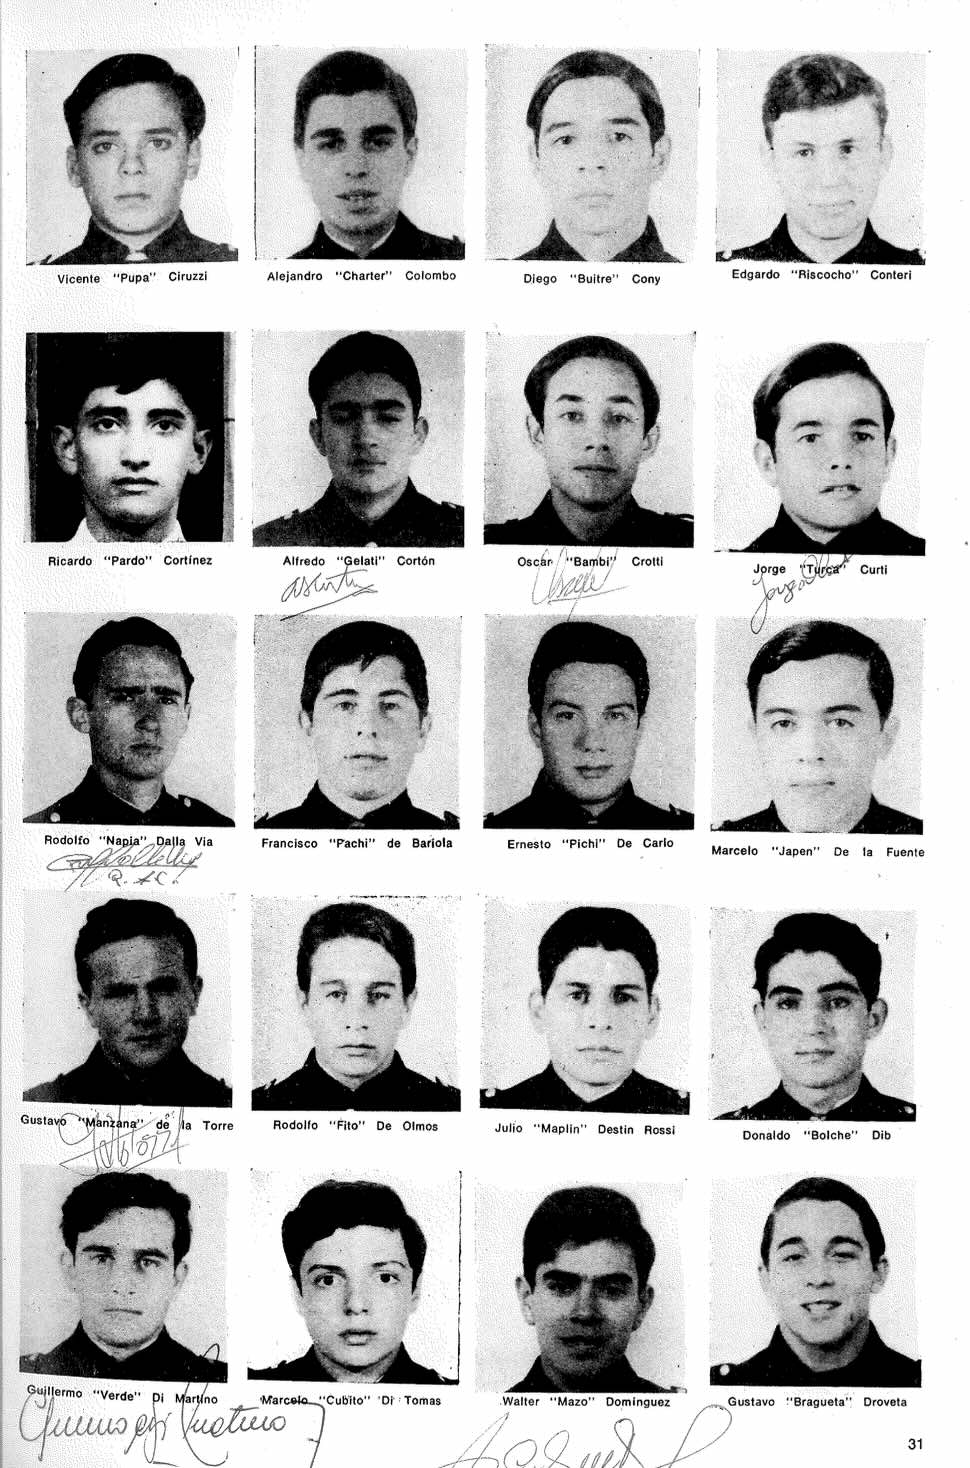 Vicente "Pupa" Ciruzzi
Alejandro "Charter" Colombo
Diego "Buitre" Cony
Edgardo "Riscocho" Conteri
Ricardo "Pardo" Cortínez
Alfredo "Gelati" Cortón
Oscar "Bambi" Crotti
Jorge "Turca" Curti
Rodolfo "Napia" Dalla Via
Francisco "Pachi" de Bariola
Ernesto "Pichi" De Carlo
Marcelo "Japen" De la Fuente
Gustavo "Manzana" de la Torre
Rodolfo "Fito" De Olmos
Julio "Maplin" Destin Rossi
Donaldo "Bolche" Dib
Guillermo "Verde" Di Martino
Marcelo "Cubito" Di Tomas
Walter "Mazo" Domínguez
Gustavo "Bragueta" Droveta
31